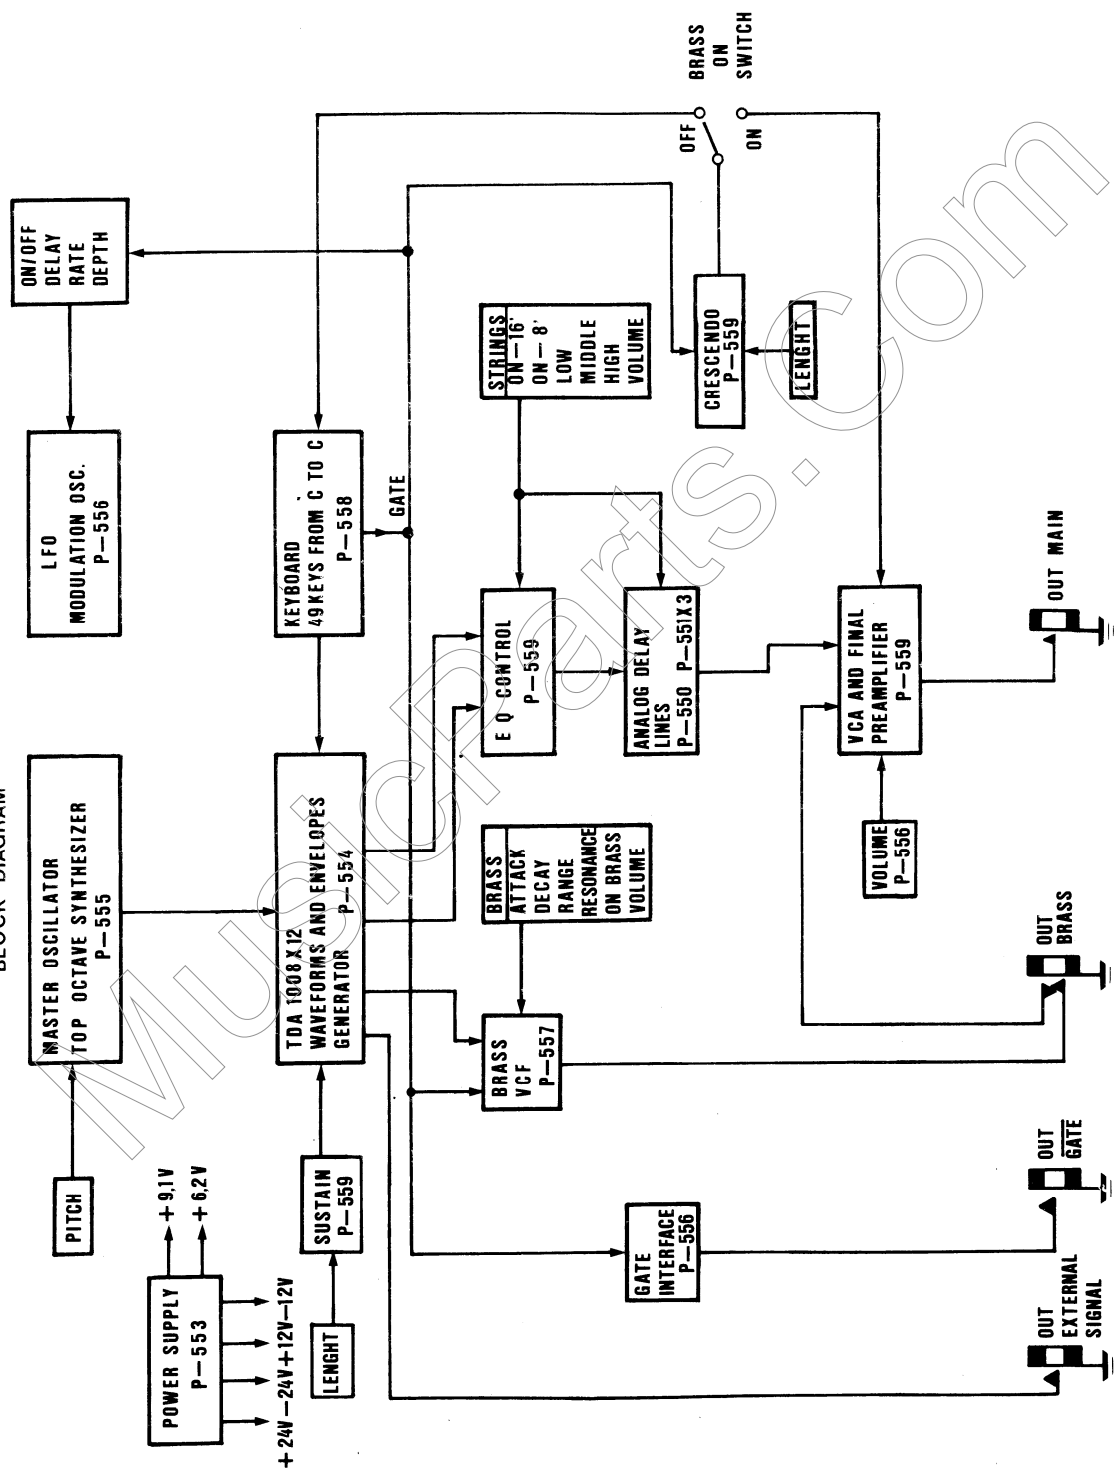 BLOCK DIAGRAM
POWER SUPPLY
P-553
+9,1V
+6,2V
+24V-24V+12V-12V
PITCH
MASTER OSCILLATOR
TOP OCTAVE SYNTHESIZER
P-555
LFO
MODULATION OSC.
P-556
ON/OFF
DELAY
RATE
DEPTH
LENGHT
SUSTAIN
P-559
TDA 1008X12
WAVEFORMS AND ENVELOPES
GENERATOR P-554
KEYBOARD
49KEYS FROM C TO C
P-558
GATE
BRASS
VCF
P-557
BRASS
ATTACK
DECAY
RANGE
RESONANCE
ON BRASS
VOLUME
E Q CONTROL
P-559
STRINGS
ON-16'
ON-8'
LOW
MIDDLE
HIGH
VOLUME
GATE
INTERFACE
P-556
ANALOG DELAY
LINES
P-550 P-551X3
CRESCENDO
P-559
LENGHT
OFF
ON
BRASS
ON
SWITCH
VOLUME
P-556
VCA AND FINAL
PREAMPLIFIER
P-559
OUT
EXTERNAL
SIGNAL
OUT
GATE
OUT
BRASS
OUT MAIN
MusicParts.Com